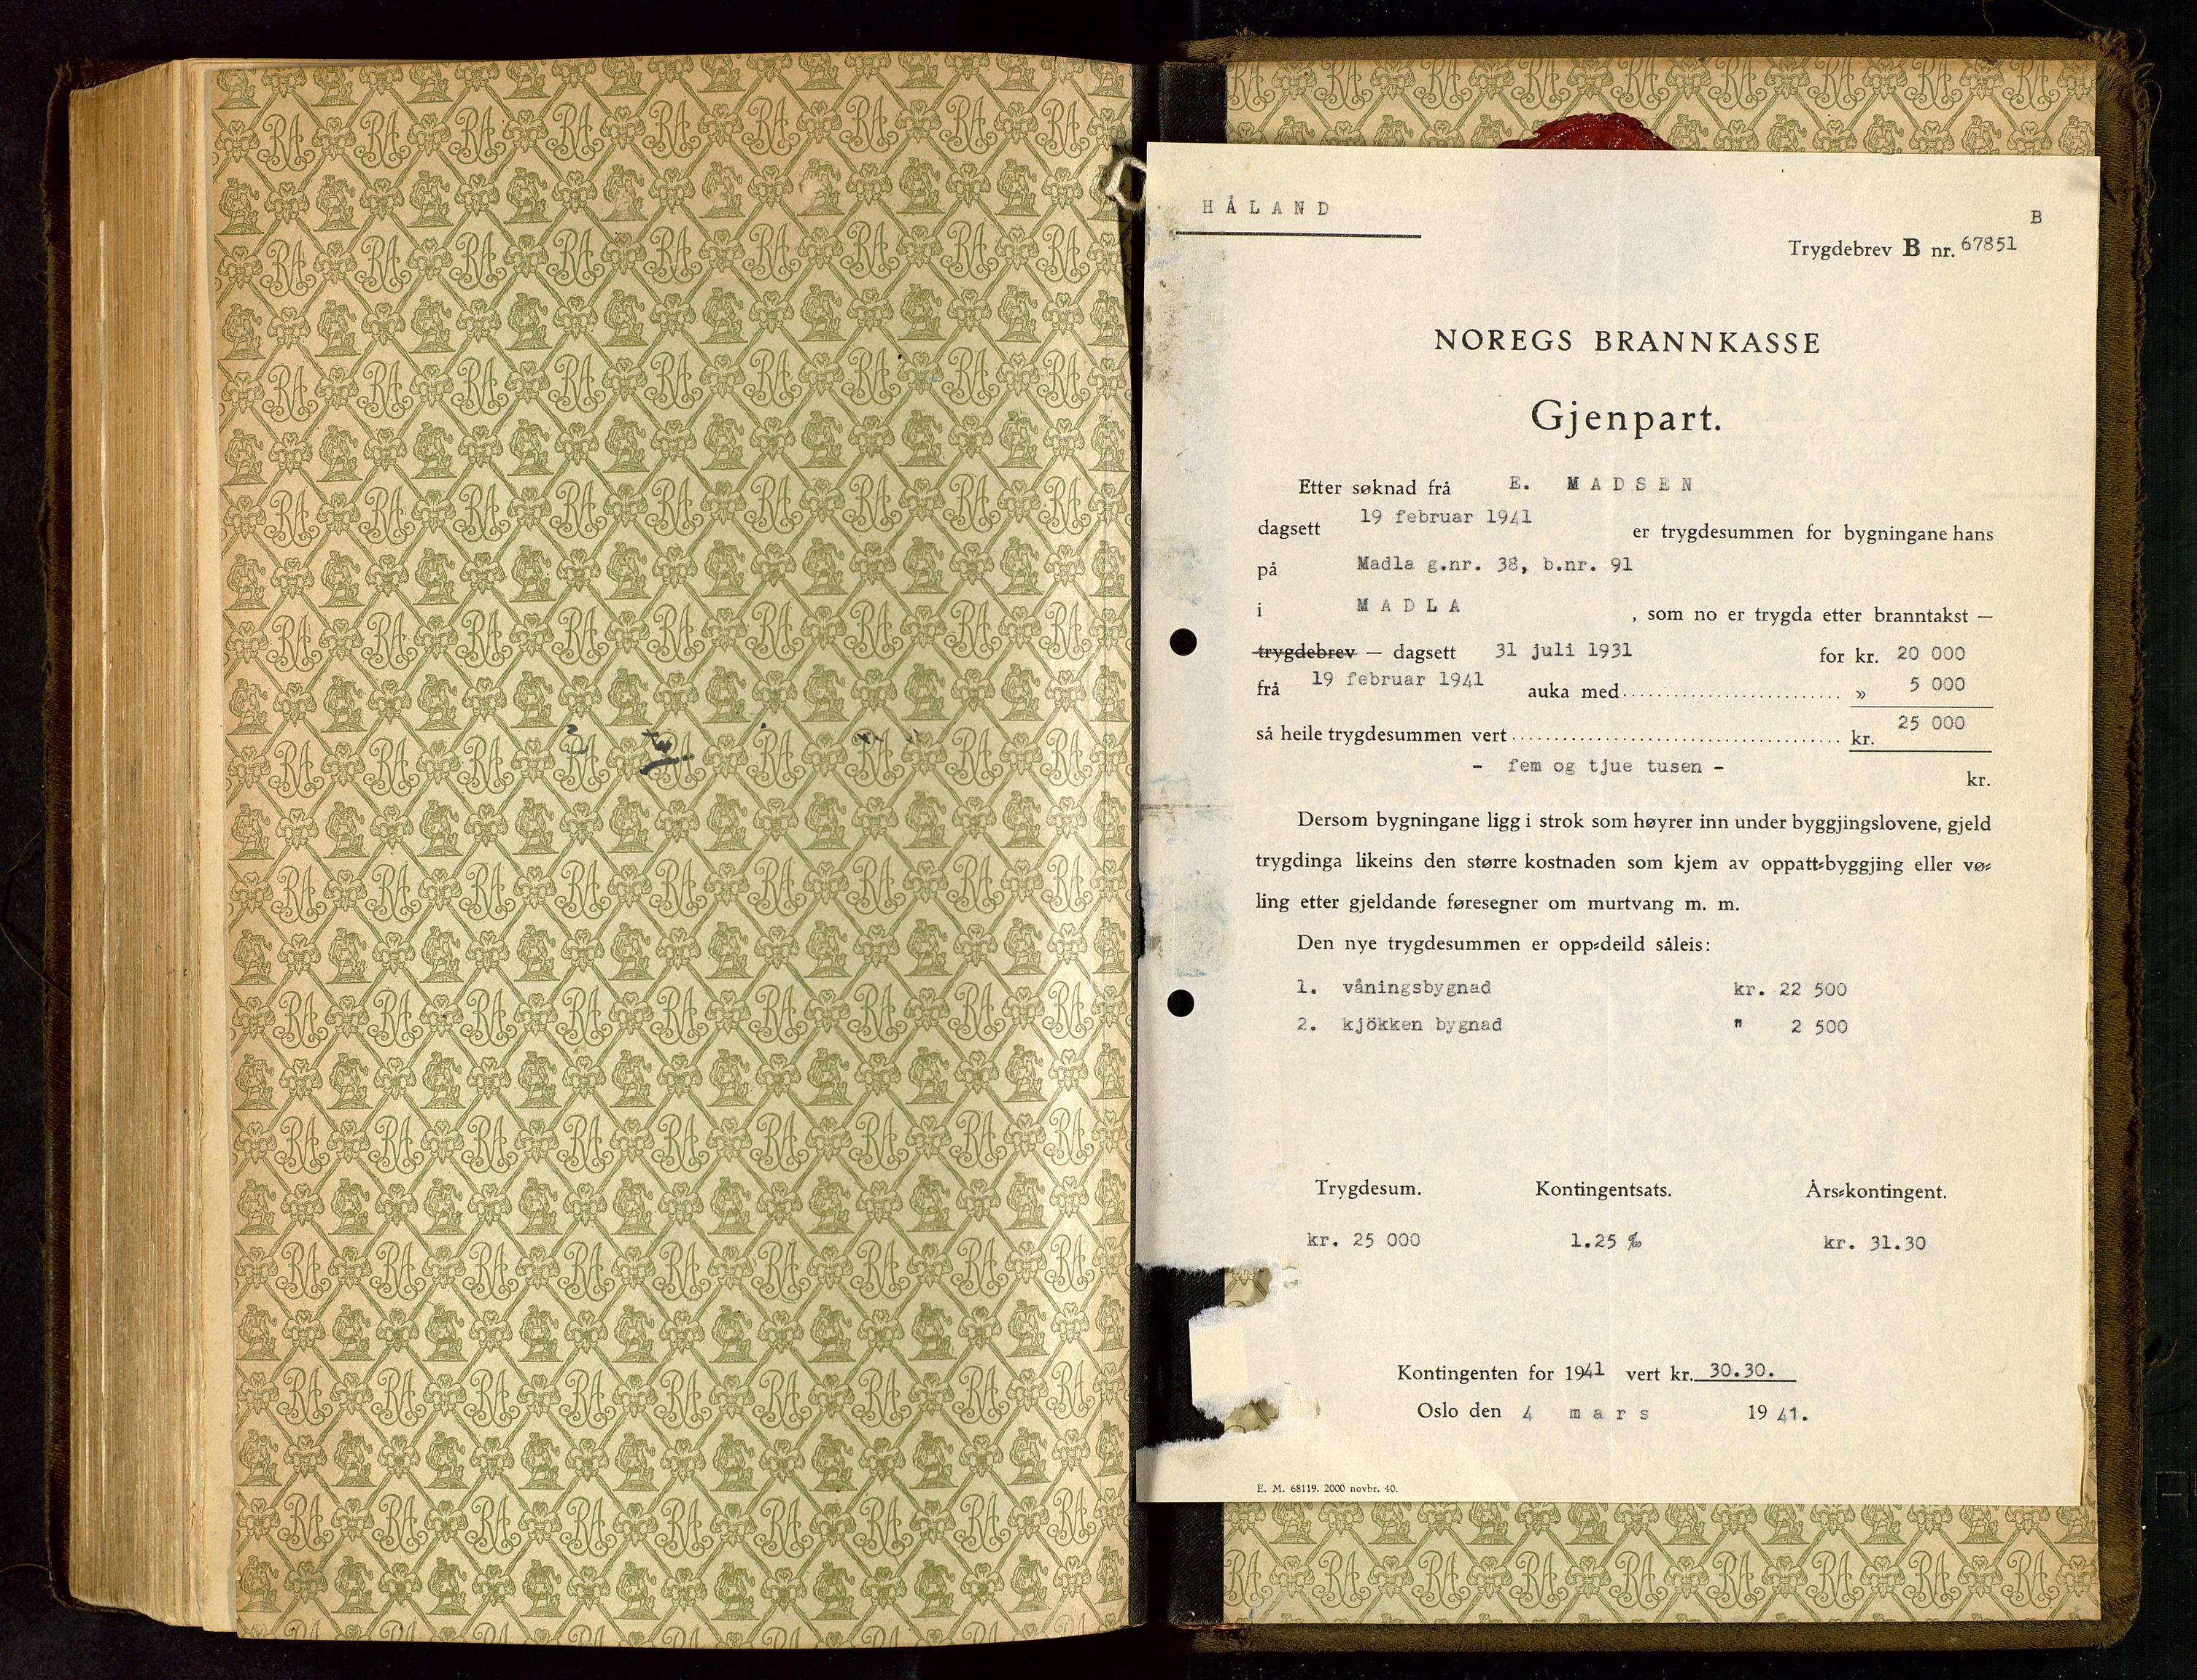 HÅLAND
B
Trygdebrev B nr. 67851
NOREGS BRANNKASSE
Gjenpart.
Etter søknad frå E. MADSEN
dagsett 19 februar 1941 er trygdesummen for bygningane hans
på Madla g.nr. 38, b.nr. 91
i MADLA , som no er trygda etter branntakst —
trygdebrev — dagsett 31 juli 1931 for kr. 20 000
frå 19 februar 1941 auka med ........................ » 5 000
så heile trygdesummen vert .................................... kr. 25 000
- fem og tjue tusen - kr.
Dersom bygningane ligg i strok som høyrer inn under byggjingslovene, gjeld
trygdinga likeins den større kostnaden som kjem av oppatt-byggjing eller vø-
ling etter gjeldande føresegner om murtvang m. m.
Den nye trygdesummen er opp-deild såleis:
1. våningsbygnad kr. 22 500
2. kjökken bygnad " 2 500
Trygdesum. Kontingentsats. Års-kontingent.
kr. 25 000 1.25 ‰ kr. 31.30
Kontingenten for 1941 vert kr. 30.30.
Oslo den 4 mars 1941.
E. M. 68119. 2000 novbr. 40.